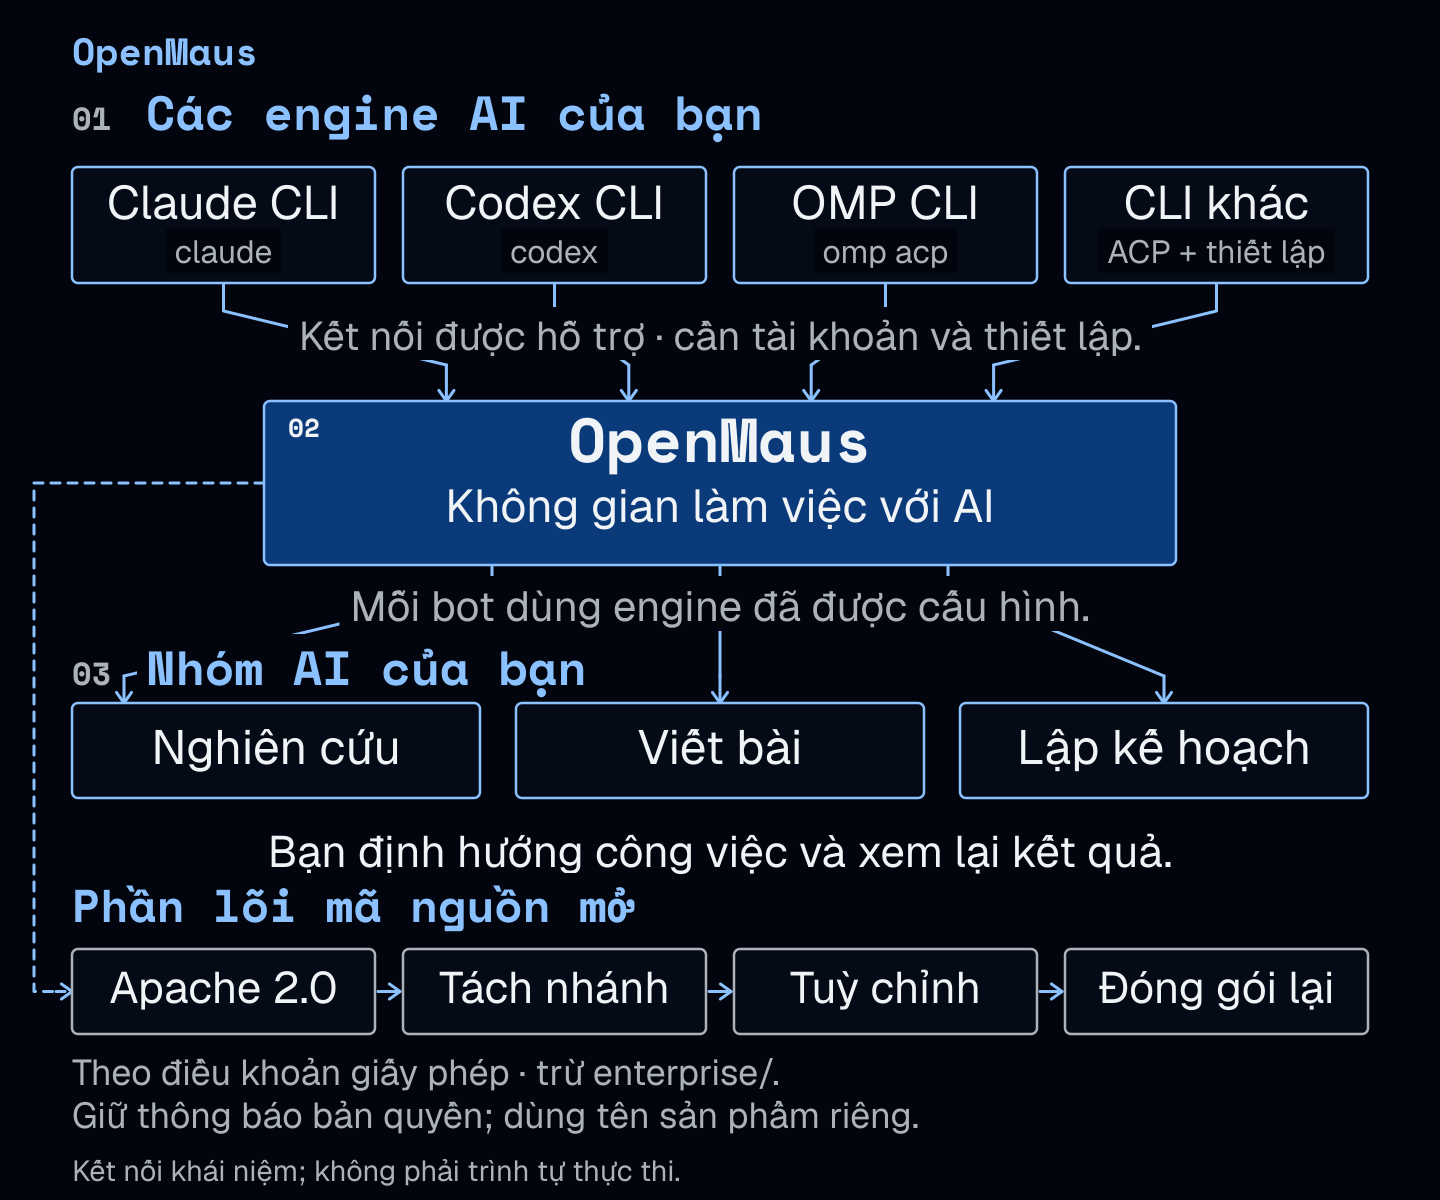 OpenMaus
01 Các engine AI của bạn
Claude CLI
claude
Codex CLI
codex
OMP CLI
omp acp
CLI khác
ACP + thiết lập
Kết nối được hỗ trợ · cần tài khoản và thiết lập.
02
OpenMaus
Không gian làm việc với AI
Mỗi bot dùng engine đã được cấu hình.
03 Nhóm AI của bạn
Nghiên cứu
Viết bài
Lập kế hoạch
Bạn định hướng công việc và xem lại kết quả.
Phần lõi mã nguồn mở
Apache 2.0
Tách nhánh
Tuỳ chỉnh
Đóng gói lại
Theo điều khoản giấy phép · trừ enterprise/.
Giữ thông báo bản quyền; dùng tên sản phẩm riêng.
Kết nối khái niệm; không phải trình tự thực thi.